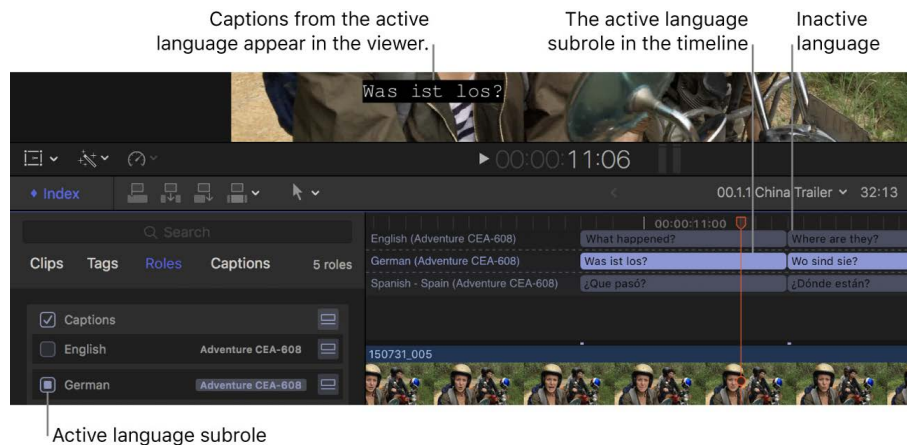 Captions from the active
language appear in the viewer.
The active language
subrole in the timeline
Inactive
language
Was ist los?
00:00:11:06
Index
00.1.1 China Trailer 32:13
Search
00:00:11:00
English (Adventure CEA-608) What happened? Where are they?
Clips Tags Roles Captions 5 roles
German (Adventure CEA-608) Was ist los? Wo sind sie?
Spanish - Spain (Adventure CEA-608) ¿Que pasó? ¿Dónde están?
Captions
English Adventure CEA-608
150731_005
German Adventure CEA-608
Active language subrole